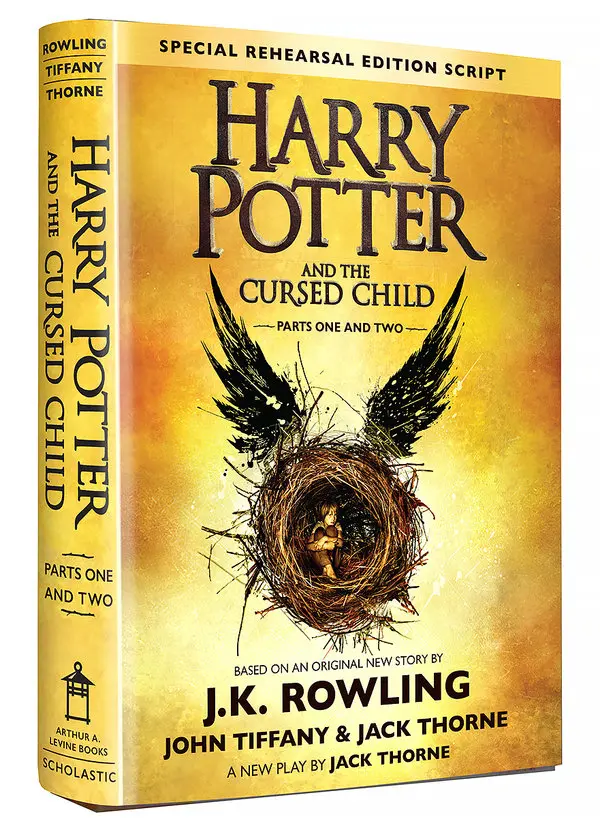 ROWLING
TIFFANY
THORNE
HARRY POTTER
AND THE CURSED CHILD
PARTS ONE
AND TWO
ARTHUR A.
LEVINE BOOKS
SCHOLASTIC
SPECIAL REHEARSAL EDITION SCRIPT
HARRY
POTTER
AND THE
CURSED CHILD
PARTS ONE AND TWO
BASED ON AN ORIGINAL NEW STORY BY
J.K. ROWLING
JOHN TIFFANY & JACK THORNE
A NEW PLAY BY JACK THORNE